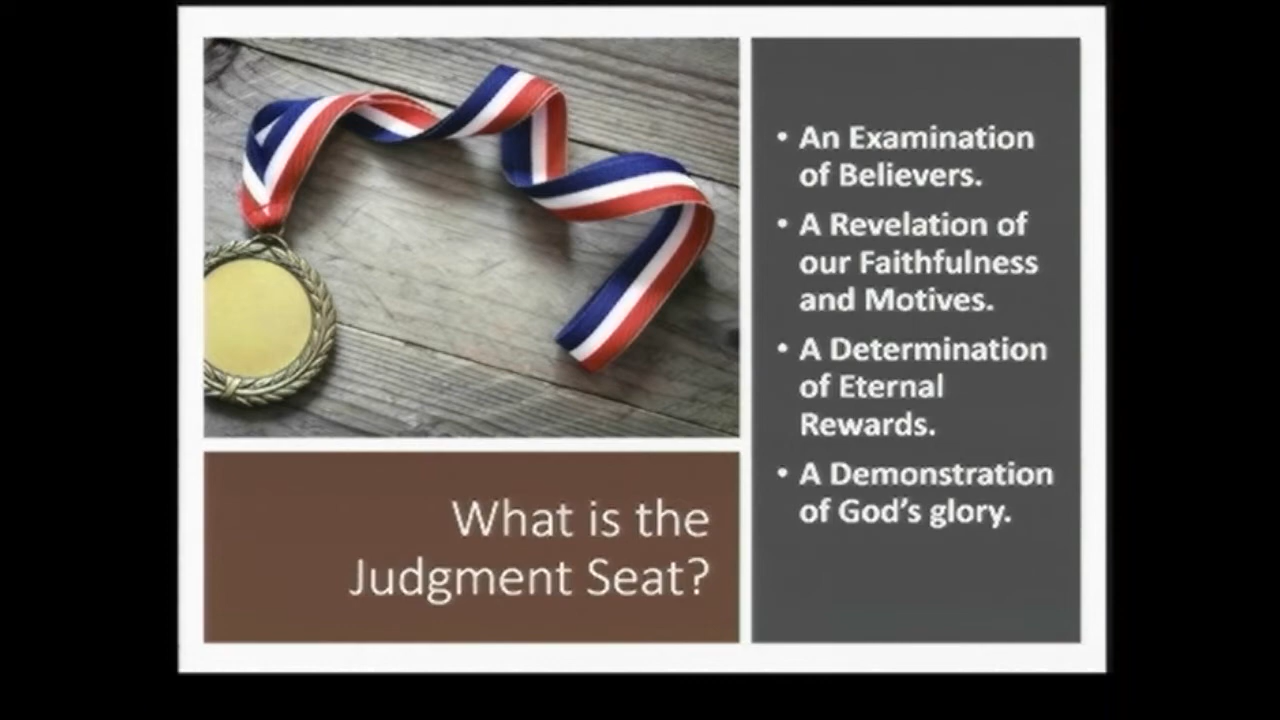 What is the
Judgment Seat?
• An Examination
of Believers.
• A Revelation of
our Faithfulness
and Motives.
• A Determination
of Eternal
Rewards.
• A Demonstration
of God's glory.